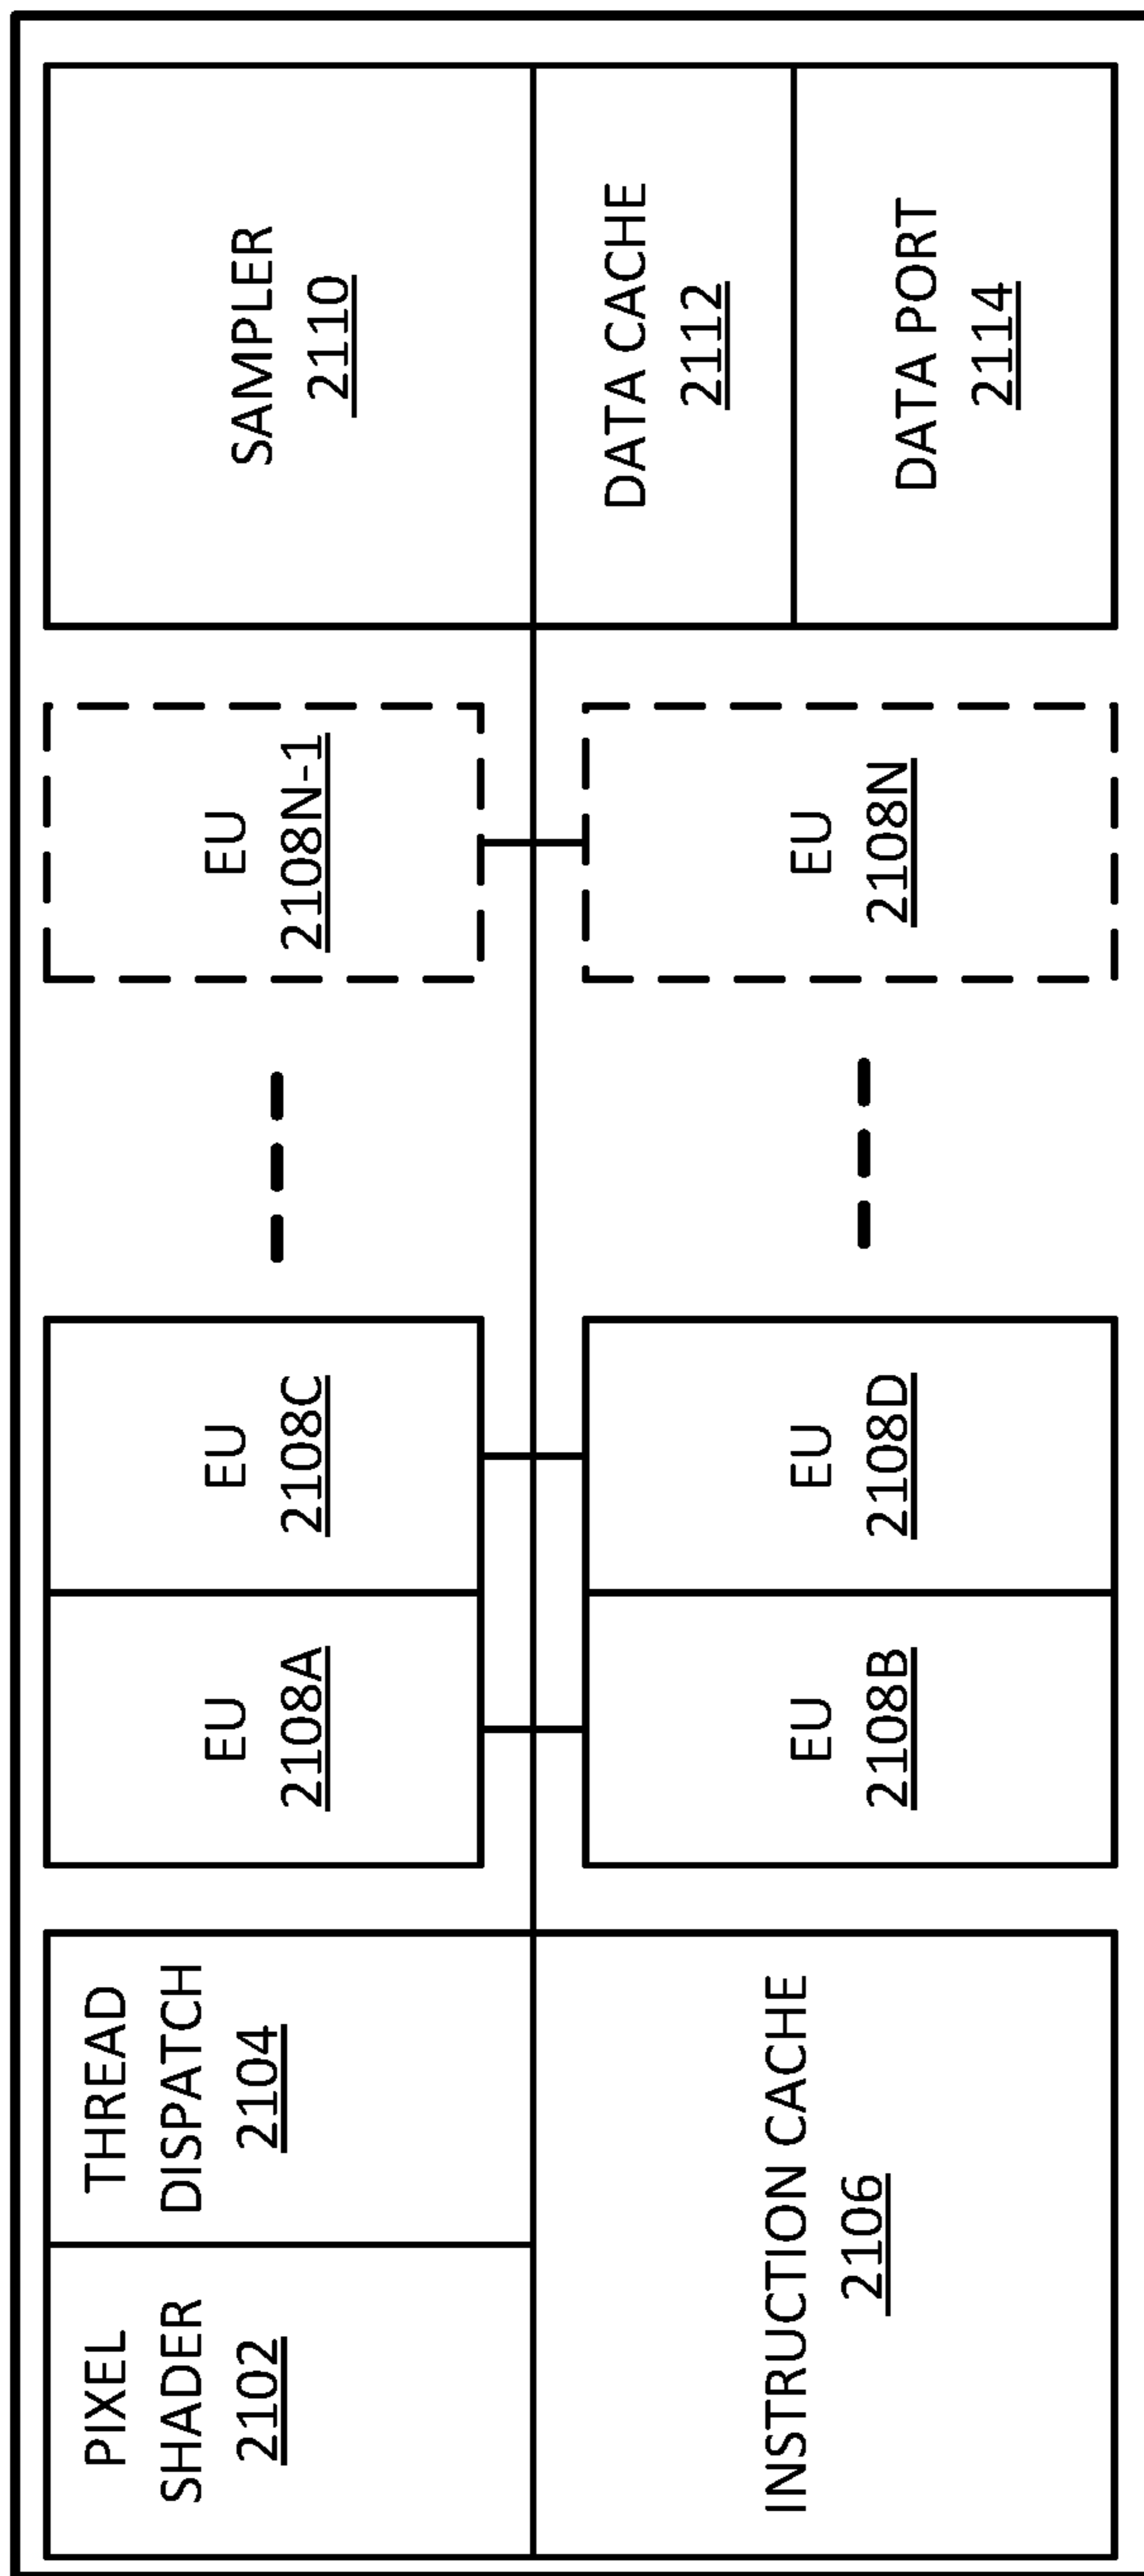 PIXEL
SHADER
2102
THREAD
DISPATCH
2104
INSTRUCTION CACHE
2106
EU
2108A
EU
2108C
EU
2108B
EU
2108D
EU
2108N-1
EU
2108N
SAMPLER
2110
DATA CACHE
2112
DATA PORT
2114